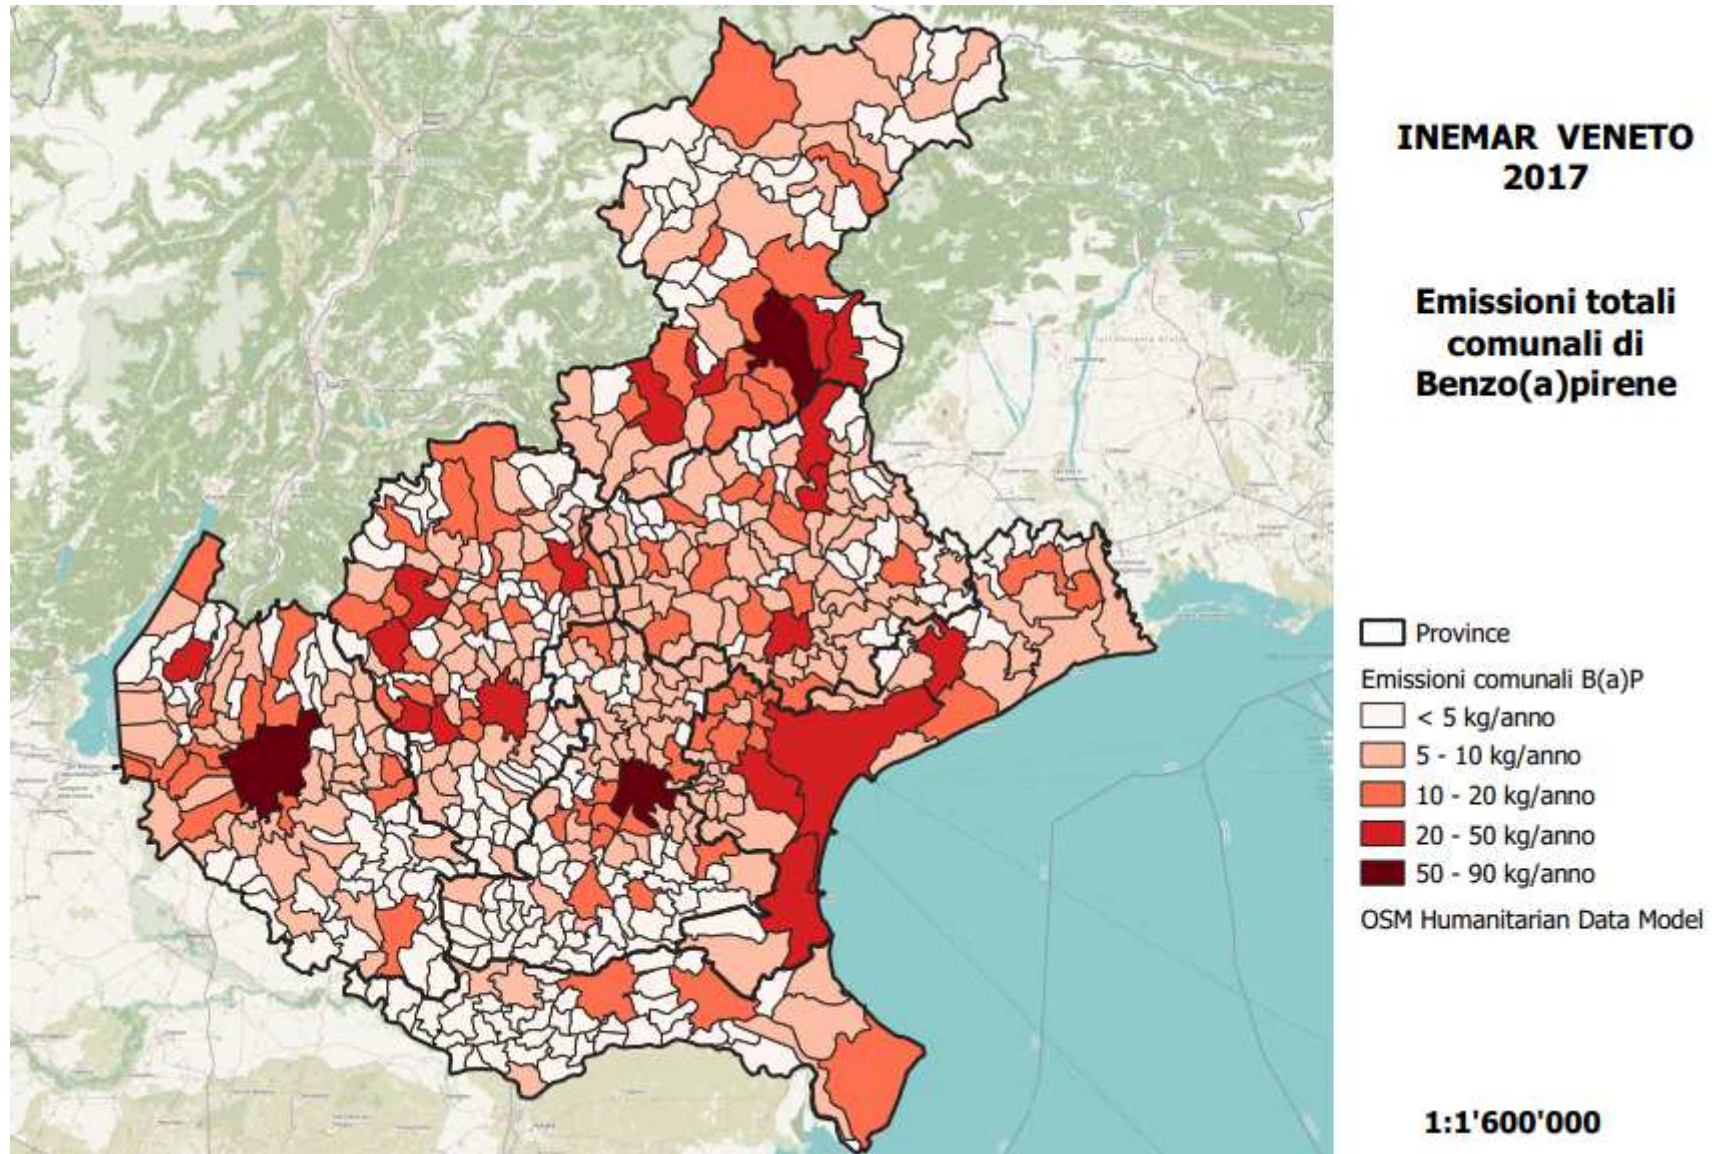 INEMAR VENETO
2017
Emissioni totali
comunali di
Benzo(a)pirene
Province
Emissioni comunali B(a)P
< 5 kg/anno
5 - 10 kg/anno
10 - 20 kg/anno
20 - 50 kg/anno
50 - 90 kg/anno
OSM Humanitarian Data Model
1:1'600'000